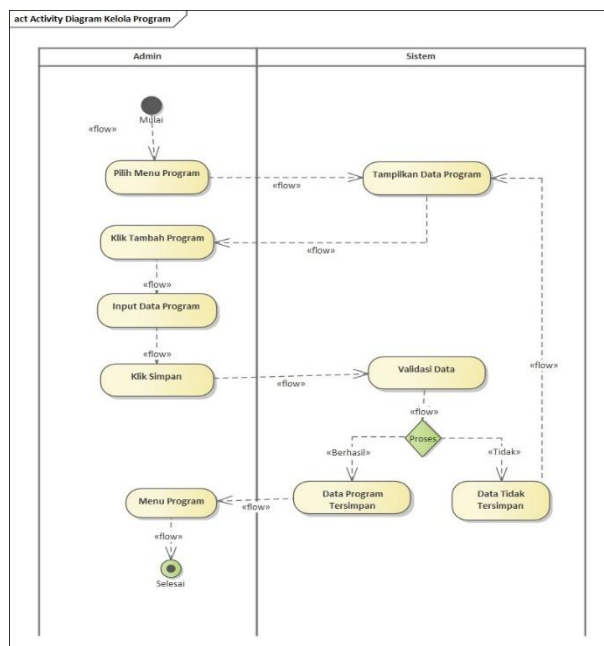 act Activity Diagram Kelola Program
Admin
Sistem
Mulai
«flow»
Pilih Menu Program
«flow»
Tampilkan Data Program
Klik Tambah Program
«flow»
«flow»
Input Data Program
«flow»
Klik Simpan
«flow»
Validasi Data
«flow»
«flow»
Proses
«Berhasil»
«Tidak»
Menu Program
«flow»
Data Program
Tersimpan
Data Tidak
Tersimpan
«flow»
Selesai